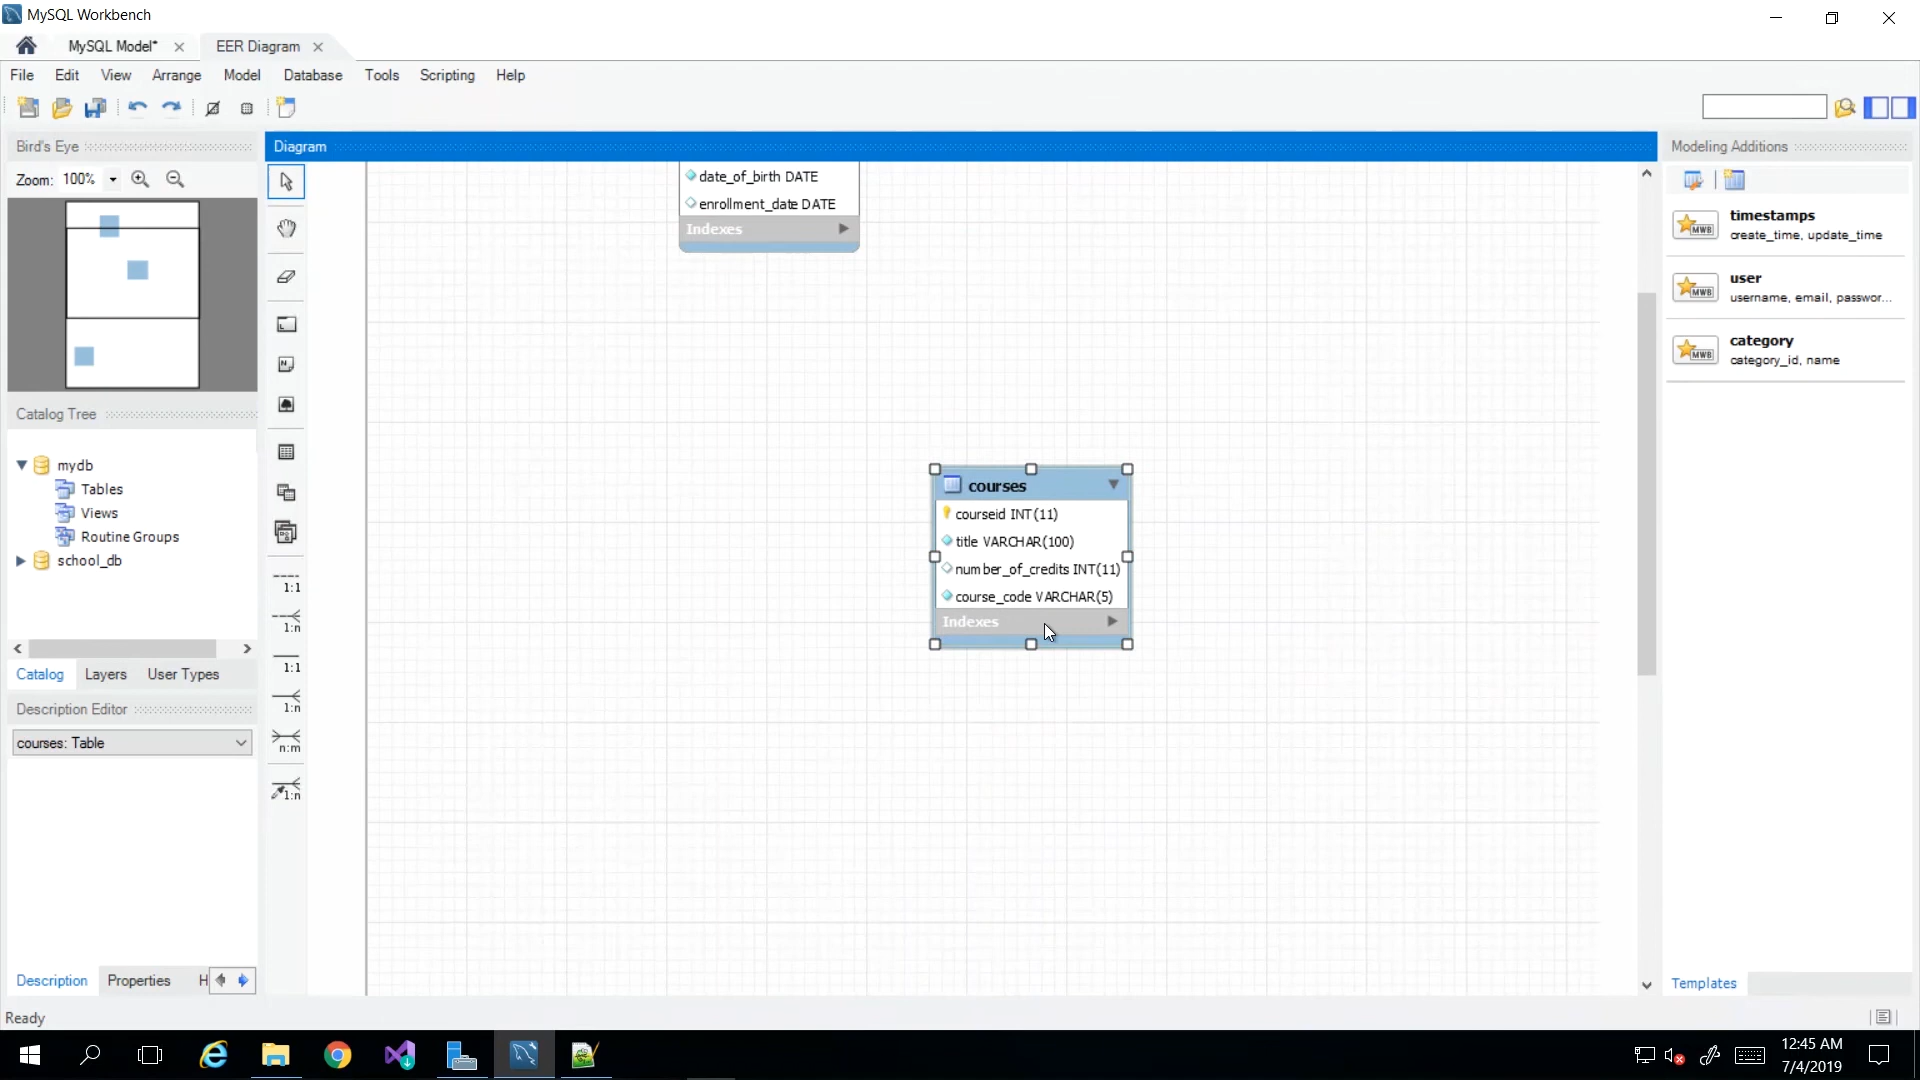 MySQL Workbench
MySQL Model*
EER Diagram
File Edit View Arrange Model Database Tools Scripting Help
Bird's Eye
Diagram
Modeling Additions
Zoom: 100%
date_of_birth DATE
enrollment_date DATE
Indexes
timestamps
create_time, update_time
user
username, email, passwor...
category
category_id, name
MWB
MWB
MWB
Catalog Tree
mydb
Tables
Views
Routine Groups
school_db
courses
courseid INT(11)
title VARCHAR(100)
number_of_credits INT(11)
course_code VARCHAR(5)
Indexes
1:1
1:n
1:1
1:n
n:m
1:n
Catalog Layers User Types
Description Editor
courses: Table
Description Properties H
Templates
Ready
12:45 AM
7/4/2019